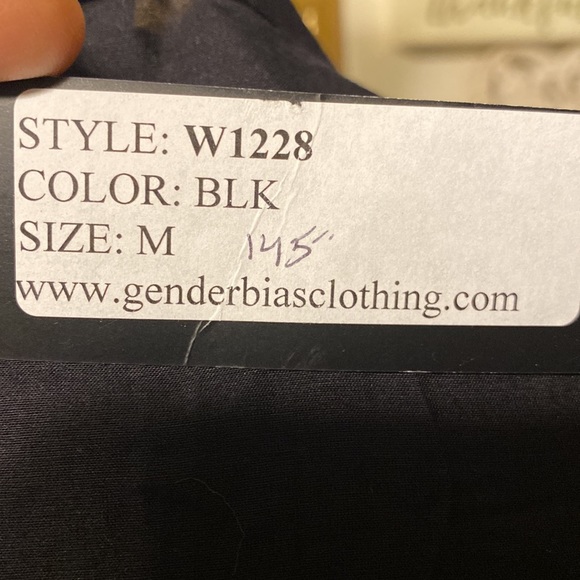 STYLE: W1228
COLOR: BLK
SIZE: M 145
www.genderbiasclothing.com